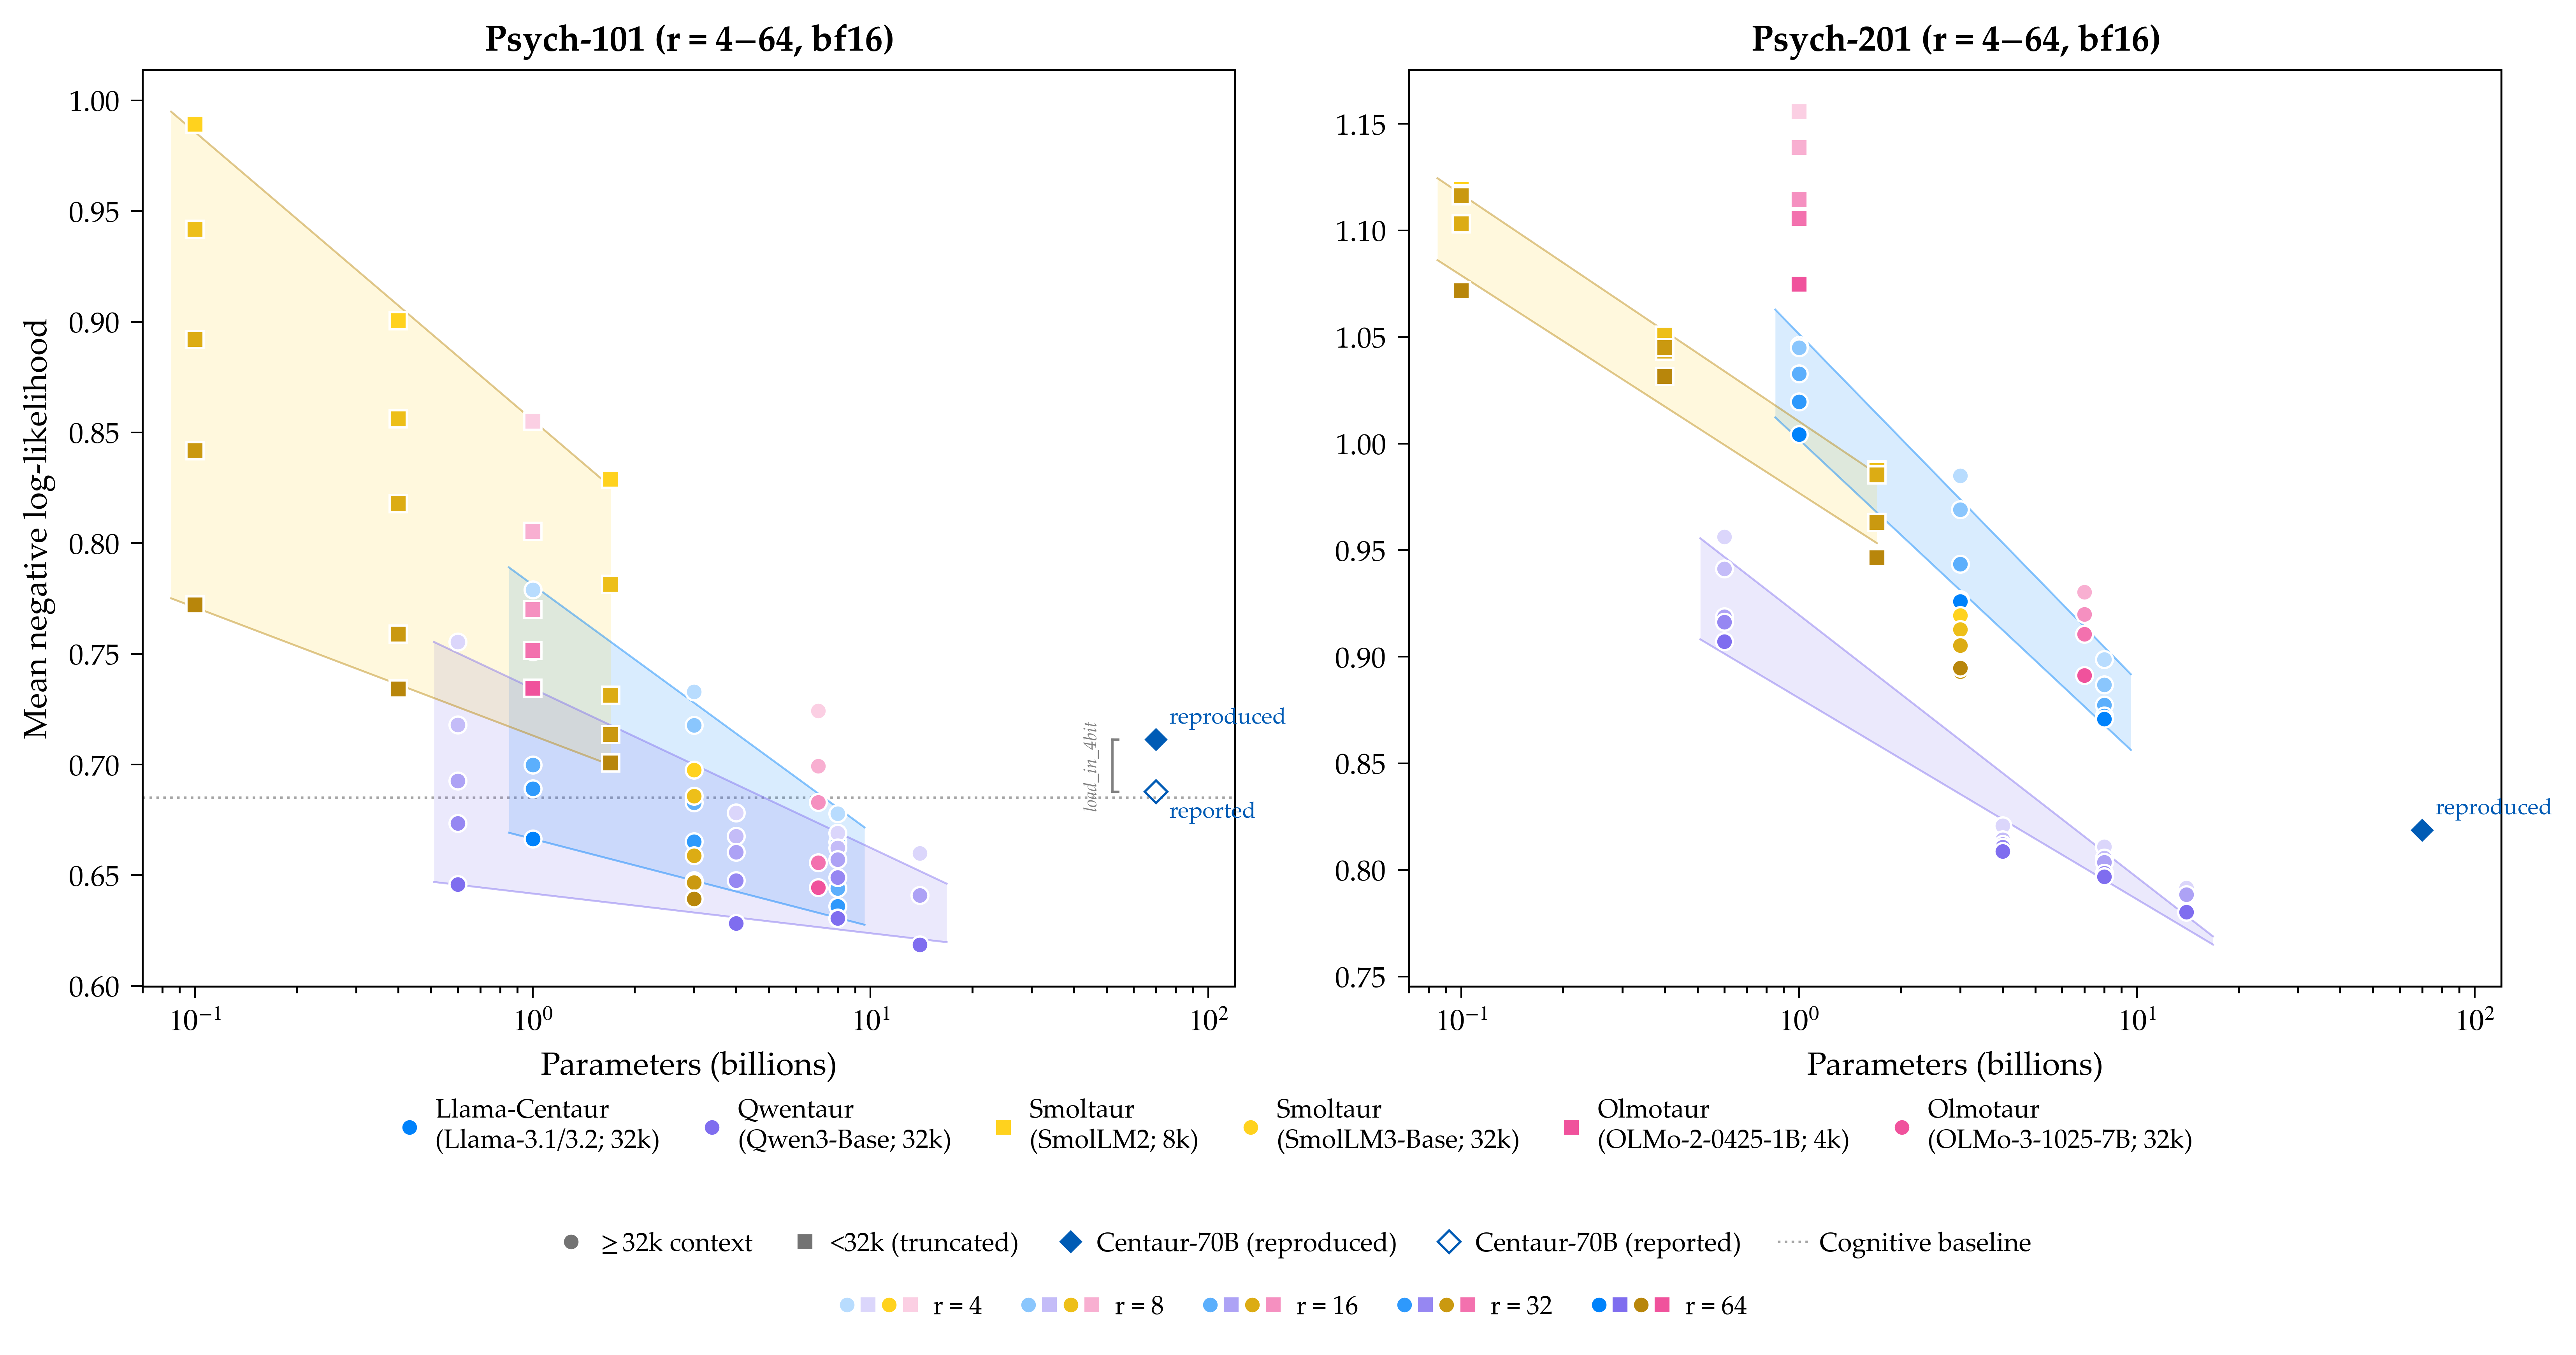 Psych-101 (r = 4−64, bf16)
Mean negative log-likelihood
1.00
0.95
0.90
0.85
0.80
0.75
0.70
0.65
0.60
load_in_4bit
reproduced
reported
10⁻¹
10⁰
10¹
10²
Parameters (billions)
Psych-201 (r = 4−64, bf16)
1.15
1.10
1.05
1.00
0.95
0.90
0.85
0.80
0.75
reproduced
10⁻¹
10⁰
10¹
10²
Parameters (billions)
Llama-Centaur
(Llama-3.1/3.2; 32k)
Qwentaur
(Qwen3-Base; 32k)
Smoltaur
(SmolLM2; 8k)
Smoltaur
(SmolLM3-Base; 32k)
Olmotaur
(OLMo-2-0425-1B; 4k)
Olmotaur
(OLMo-3-1025-7B; 32k)
≥ 32k context
<32k (truncated)
Centaur-70B (reproduced)
Centaur-70B (reported)
Cognitive baseline
r = 4
r = 8
r = 16
r = 32
r = 64